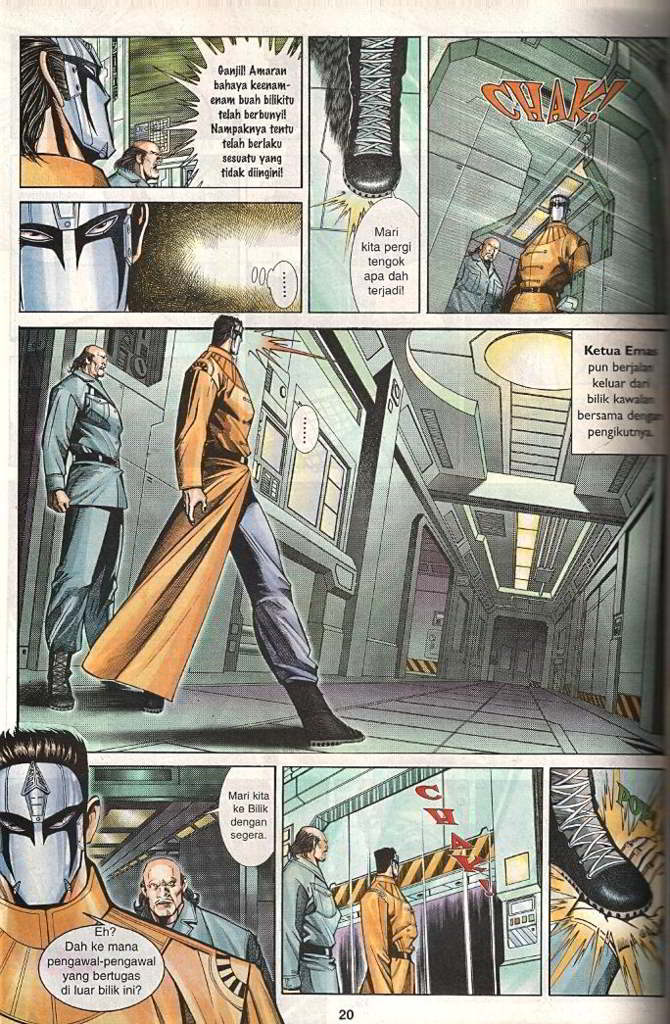 Ganjil! Amaran
bahaya keenam-
enam buah bilikitu
telah berbunyi!
Nampaknya tentu
telah berlaku
sesuatu yang
tidak diingini!
......
Mari
kita pergi
tengok
apa dah
terjadi!
CHAK!
Ketua Emas
pun berjalan
keluar dari
bilik kawalan
bersama dengan
pengikutnya.
......
Eh?
Dah ke mana
pengawal-pengawal
yang bertugas
di luar bilik ini?
Mari kita
ke Bilik
dengan
segera.
CHAK!
POK
20